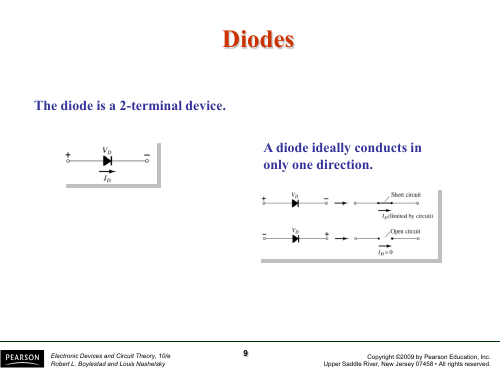 Diodes
The diode is a 2-terminal device.
+ V_D −
I_D
A diode ideally conducts in
only one direction.
+ V_D − Short circuit
I_D (limited by circuit)
− V_D + Open circuit
I_D = 0
PEARSON
Electronic Devices and Circuit Theory, 10/e
Robert L. Boylestad and Louis Nashelsky
9
Copyright ©2009 by Pearson Education, Inc.
Upper Saddle River, New Jersey 07458 • All rights reserved.